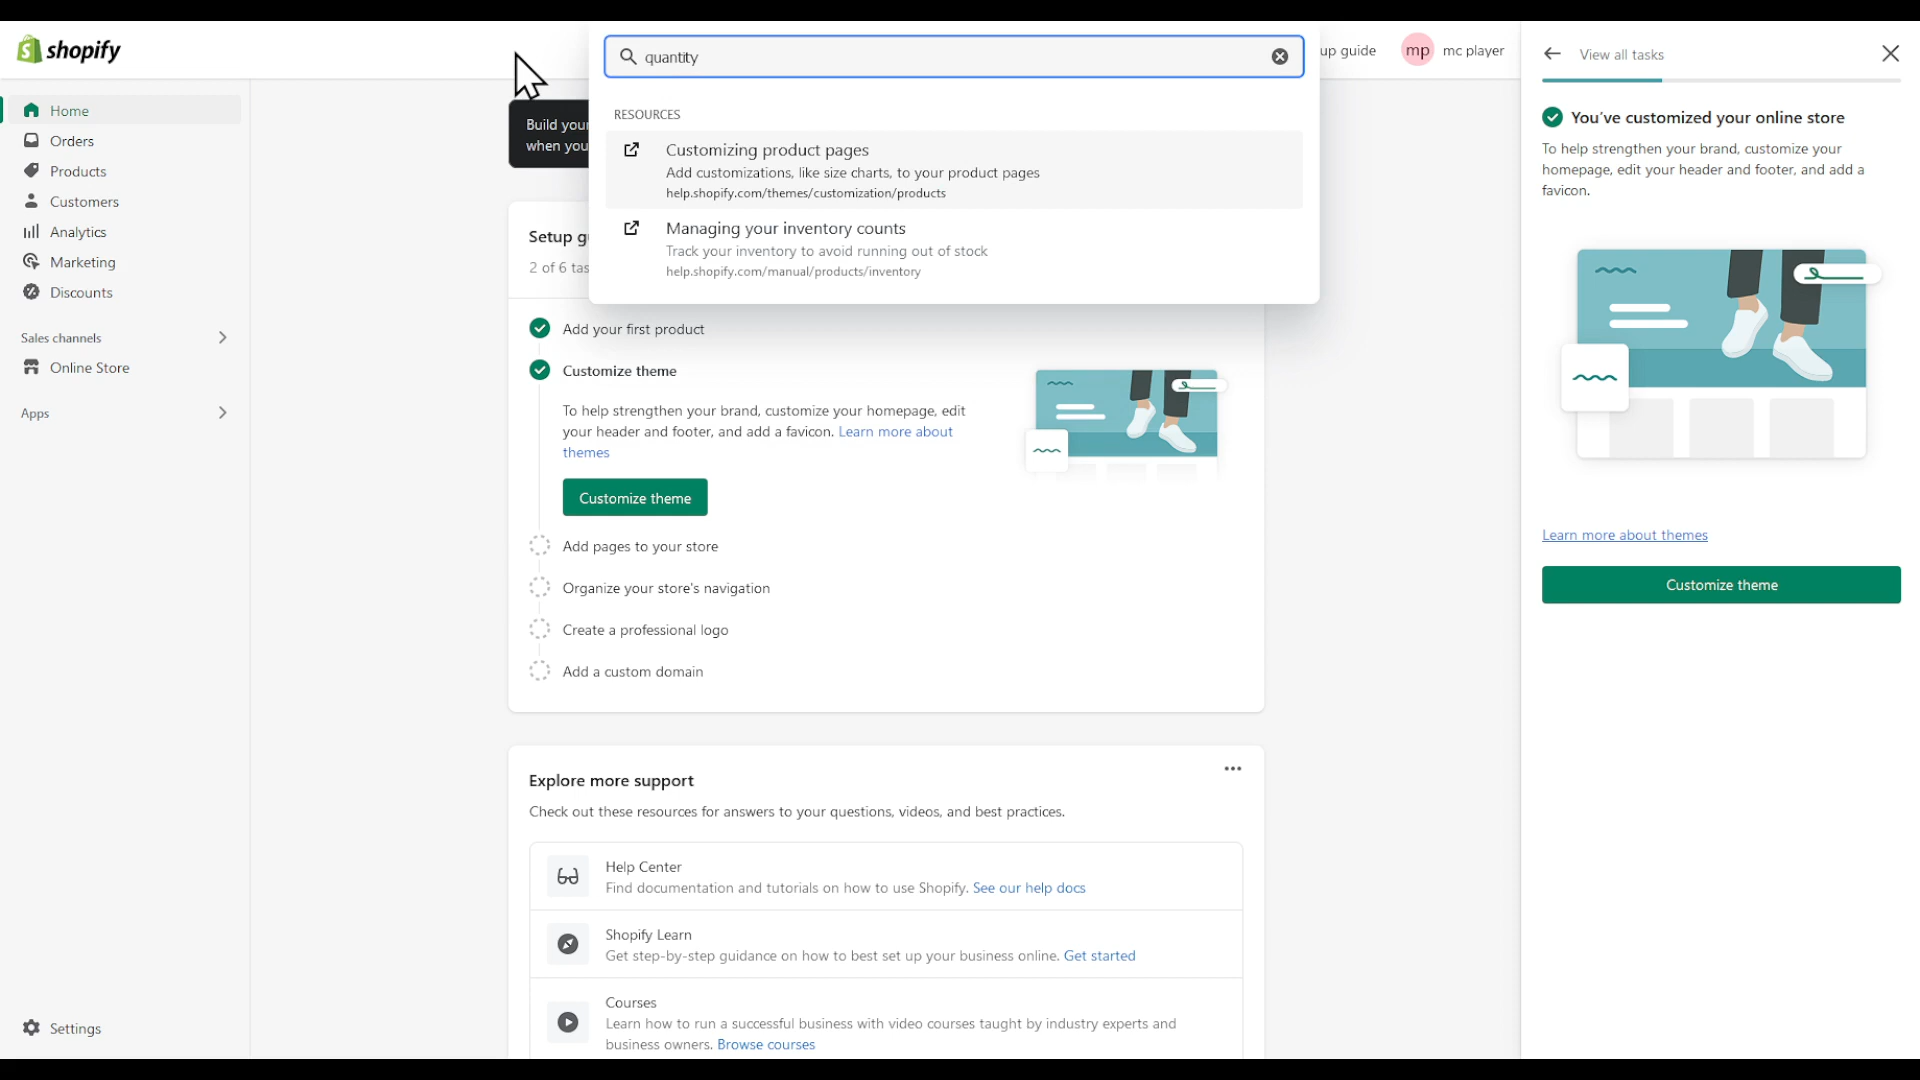 shopify
quantity
up guide
mp
mc player
View all tasks
Home
Orders
Products
Customers
Analytics
Marketing
Discounts
Sales channels
Online Store
Apps
Settings
Build your
when you
RESOURCES
Customizing product pages
Add customizations, like size charts, to your product pages
help.shopify.com/themes/customization/products
Managing your inventory counts
Track your inventory to avoid running out of stock
help.shopify.com/manual/products/inventory
Setup g
2 of 6 tas
Add your first product
Customize theme
To help strengthen your brand, customize your homepage, edit
your header and footer, and add a favicon. Learn more about
themes
Customize theme
Add pages to your store
Organize your store's navigation
Create a professional logo
Add a custom domain
Explore more support
Check out these resources for answers to your questions, videos, and best practices.
Help Center
Find documentation and tutorials on how to use Shopify. See our help docs
Shopify Learn
Get step-by-step guidance on how to best set up your business online. Get started
Courses
Learn how to run a successful business with video courses taught by industry experts and
business owners. Browse courses
You've customized your online store
To help strengthen your brand, customize your
homepage, edit your header and footer, and add a
favicon.
Learn more about themes
Customize theme